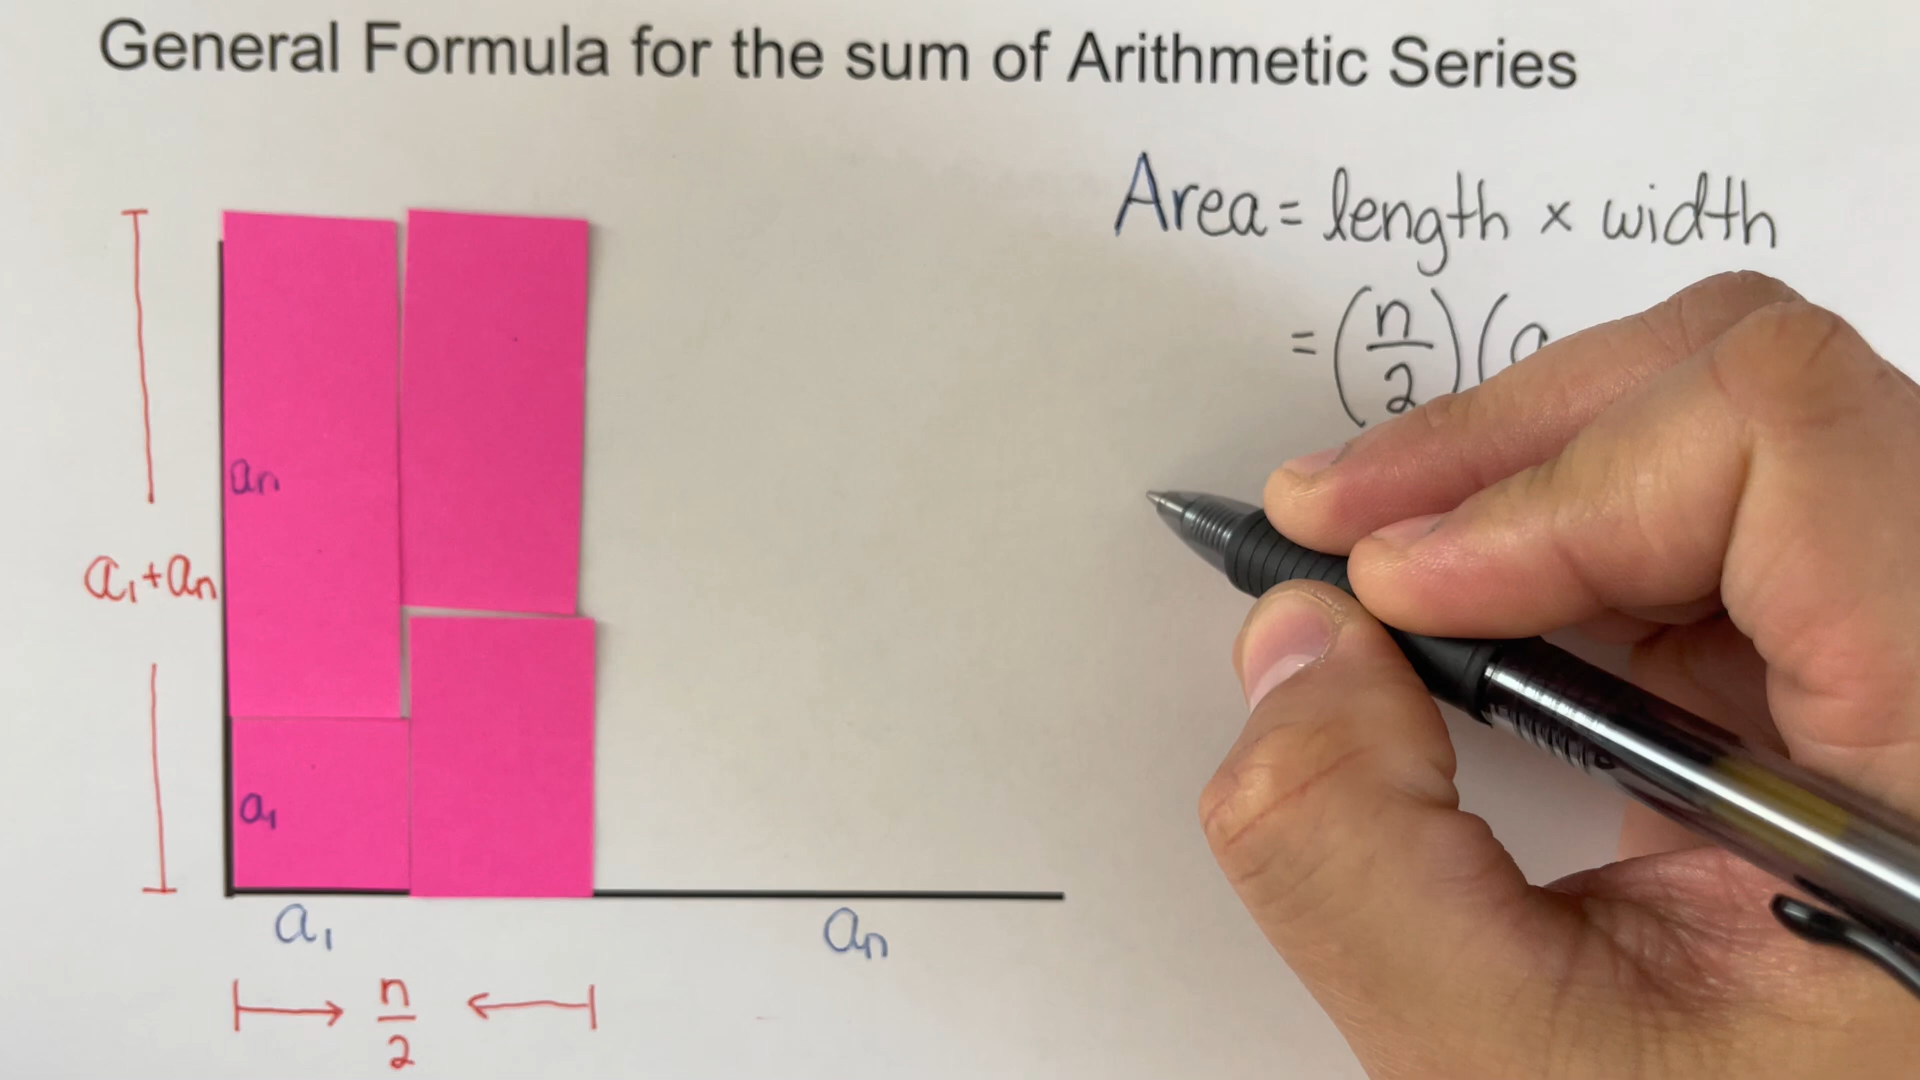 General Formula for the sum of Arithmetic Series
Area = length × width
= (n/2) (a
an
a₁+an
a₁
a₁
an
n/2